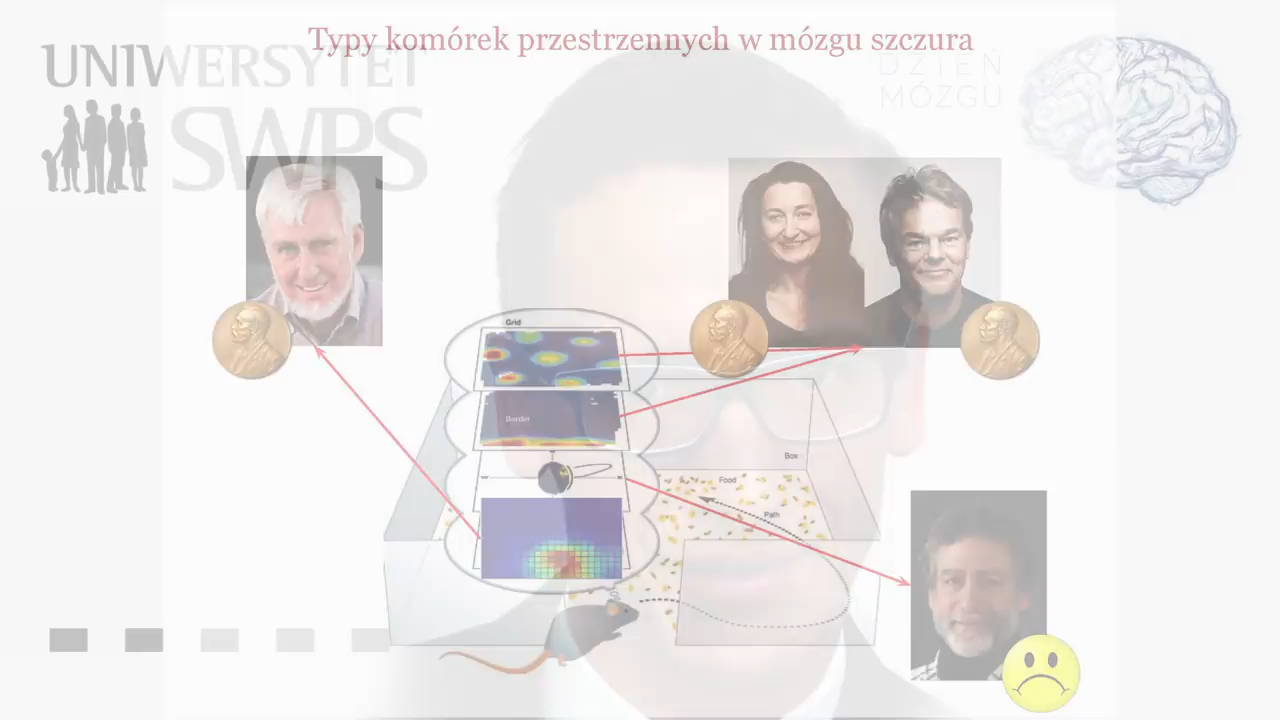 Typy komórek przestrzennych w mózgu szczura
UNIWERSYTET
SWPS
DZIEŃ
MÓZGU
Grid
Border
Box
Food
Path